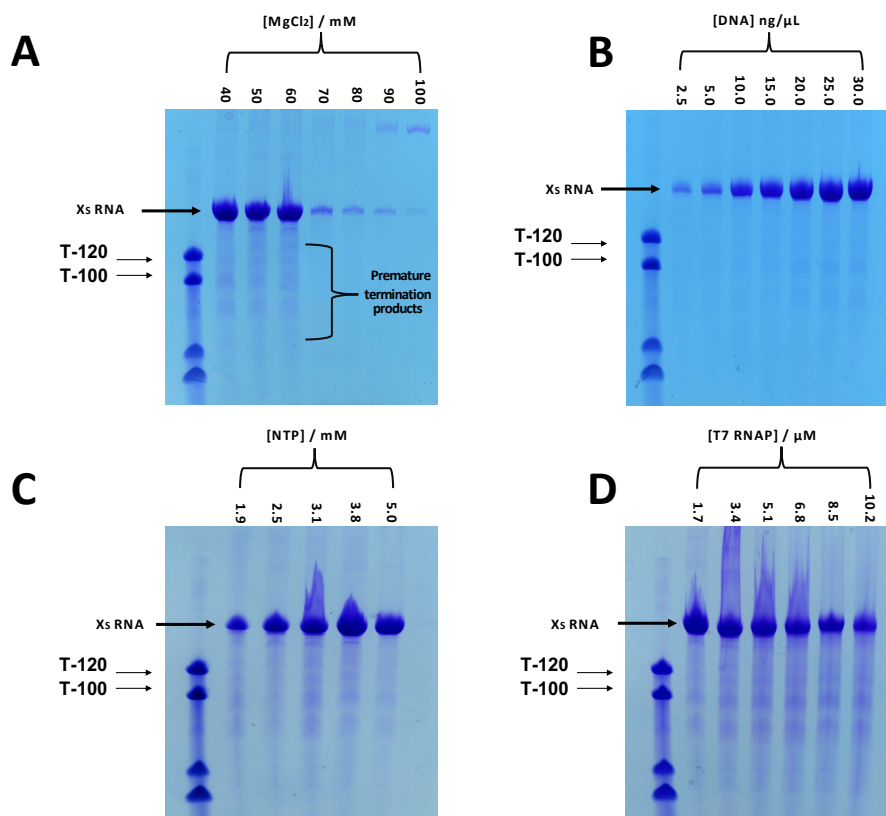 A
[MgCl₂] / mM
40 50 60 70 80 90 100
Xs RNA
T-120
T-100
Premature
termination
products
B
[DNA] ng/µL
2.5 5.0 10.0 15.0 20.0 25.0 30.0
Xs RNA
T-120
T-100
C
[NTP] / mM
1.9 2.5 3.1 3.8 5.0
Xs RNA
T-120
T-100
D
[T7 RNAP] / µM
1.7 3.4 5.1 6.8 8.5 10.2
Xs RNA
T-120
T-100